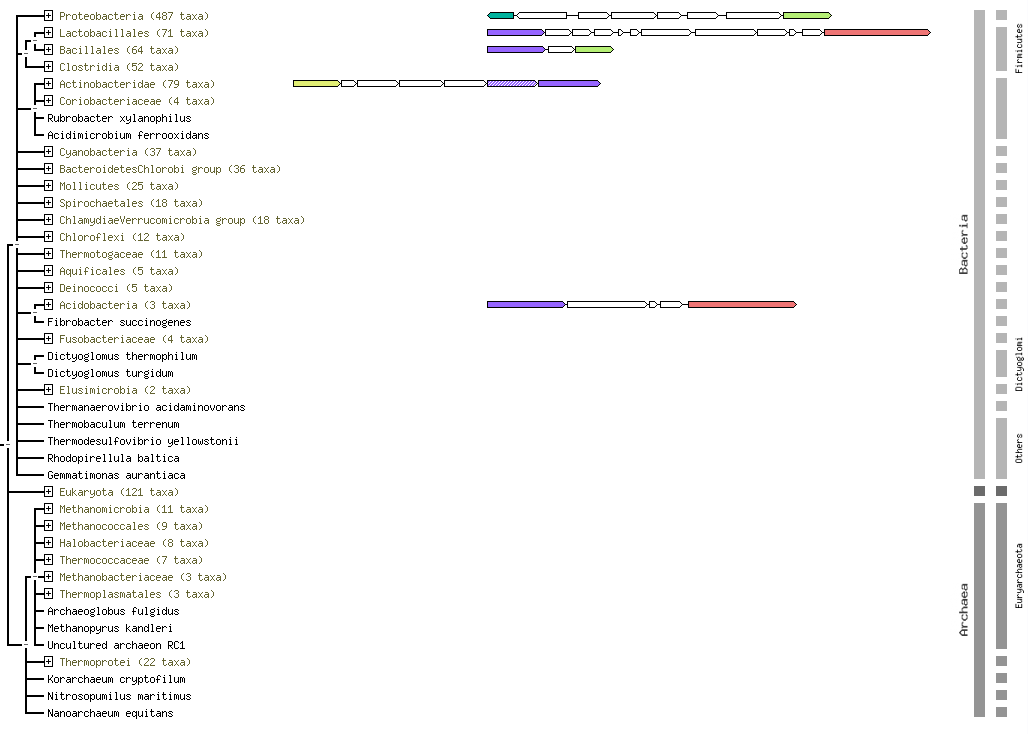 Proteobacteria (487 taxa)
Lactobacillales (71 taxa)
Bacillales (64 taxa)
Clostridia (52 taxa)
Actinobacteridae (79 taxa)
Coriobacteriaceae (4 taxa)
Rubrobacter xylanophilus
Acidimicrobium ferrooxidans
Cyanobacteria (37 taxa)
BacteroidetesChlorobi group (36 taxa)
Mollicutes (25 taxa)
Spirochaetales (18 taxa)
ChlamydiaeVerrucomicrobia group (18 taxa)
Chloroflexi (12 taxa)
Thermotogaceae (11 taxa)
Aquificales (5 taxa)
Deinococci (5 taxa)
Acidobacteria (3 taxa)
Fibrobacter succinogenes
Fusobacteriaceae (4 taxa)
Dictyoglomus thermophilum
Dictyoglomus turgidum
Elusimicrobia (2 taxa)
Thermanaerovibrio acidaminovorans
Thermobaculum terrenum
Thermodesulfovibrio yellowstonii
Rhodopirellula baltica
Gemmatimonas aurantiaca
Eukaryota (121 taxa)
Methanomicrobia (11 taxa)
Methanococcales (9 taxa)
Halobacteriaceae (8 taxa)
Thermococcaceae (7 taxa)
Methanobacteriaceae (3 taxa)
Thermoplasmatales (3 taxa)
Archaeoglobus fulgidus
Methanopyrus kandleri
Uncultured archaeon RC1
Thermoprotei (22 taxa)
Korarchaeum cryptofilum
Nitrosopumilus maritimus
Nanoarchaeum equitans
Bacteria
Archaea
Firmicutes
Dictyoglomi
Others
Euryarchaeota